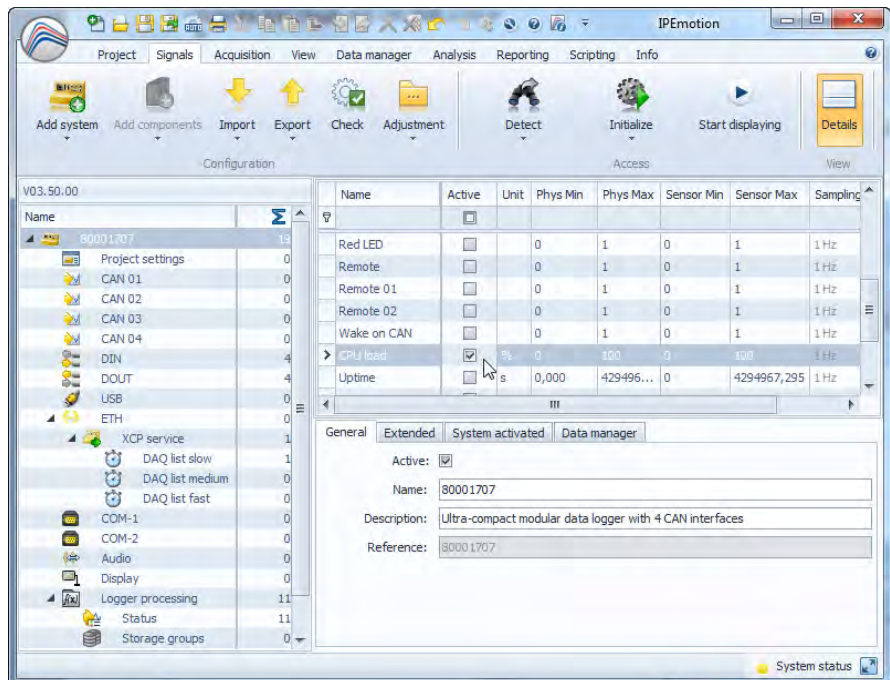 IPEmotion
Project Signals Acquisition View Data manager Analysis Reporting Scripting Info
Add system Add components Import Export Check Adjustment Detect Initialize Start displaying Details
Configuration Access View
V03.50.00
Name
80001707 19
Project settings 0
CAN 01 0
CAN 02 0
CAN 03 0
CAN 04 0
DIN 4
DOUT 4
USB 0
ETH 0
XCP service 1
DAQ list slow 1
DAQ list medium 0
DAQ list fast 0
COM-1 0
COM-2 0
Audio 0
Display 0
Logger processing 11
Status 11
Storage groups 0
Name Active Unit Phys Min Phys Max Sensor Min Sensor Max Sampling
Red LED 0 1 0 1 1 Hz
Remote 0 1 0 1 1 Hz
Remote 01 0 1 0 1 1 Hz
Remote 02 0 1 0 1 1 Hz
Wake on CAN 0 1 0 1 1 Hz
CPU load % 0 100 0 100 1 Hz
Uptime s 0,000 429496... 0 4294967,295 1 Hz
General Extended System activated Data manager
Active:
Name: 80001707
Description: Ultra-compact modular data logger with 4 CAN interfaces
Reference: 80001707
System status